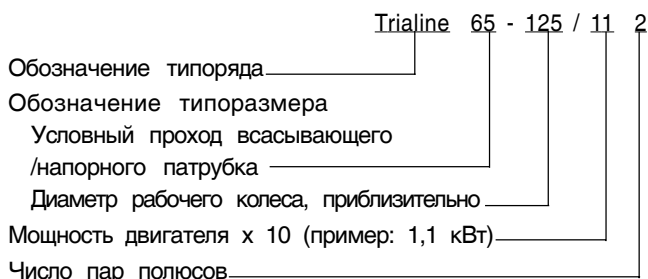 Trialine 65 - 125 / 11 2
Обозначение типоряда
Обозначение типоразмера
Условный проход всасывающего
/напорного патрубка
Диаметр рабочего колеса, приблизительно
Мощность двигателя x 10 (пример: 1,1 кВт)
Число пар полюсов